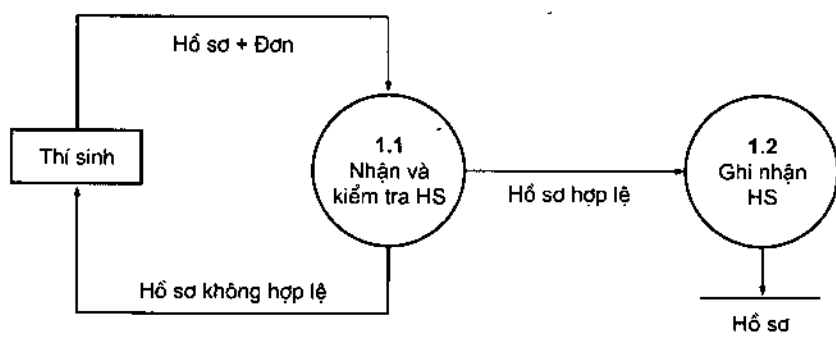 Hồ sơ + Đơn
Thí sinh
1.1
Nhận và
kiểm tra HS
Hồ sơ hợp lệ
1.2
Ghi nhận
HS
Hồ sơ không hợp lệ
Hồ sơ